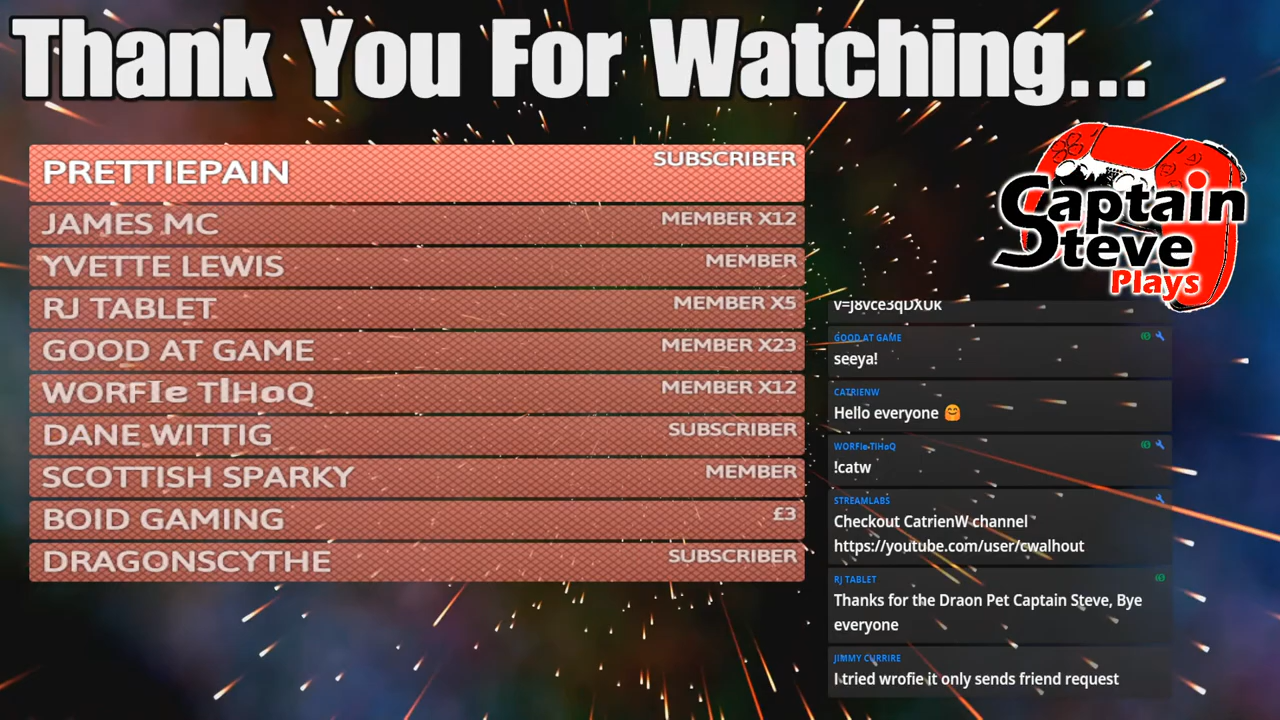 Thank You For Watching...
PRETTIEPAIN SUBSCRIBER
JAMES MC MEMBER X12
YVETTE LEWIS MEMBER
RJ TABLET MEMBER X5
GOOD AT GAME MEMBER X23
WORFIe TlHoQ MEMBER X12
DANE WITTIG SUBSCRIBER
SCOTTISH SPARKY MEMBER
BOID GAMING £3
DRAGONSCYTHE SUBSCRIBER
Captain
Steve
Plays
v=j8vce3qDXUk
GOOD AT GAME
seeya!
CATRIENW
Hello everyone 🤗
WORFIe TlHoQ
!catw
STREAMLABS
Checkout CatrienW channel
https://youtube.com/user/cwalhout
RJ TABLET
Thanks for the Draon Pet Captain Steve, Bye
everyone
JIMMY CURRIRE
I tried wrofie it only sends friend request